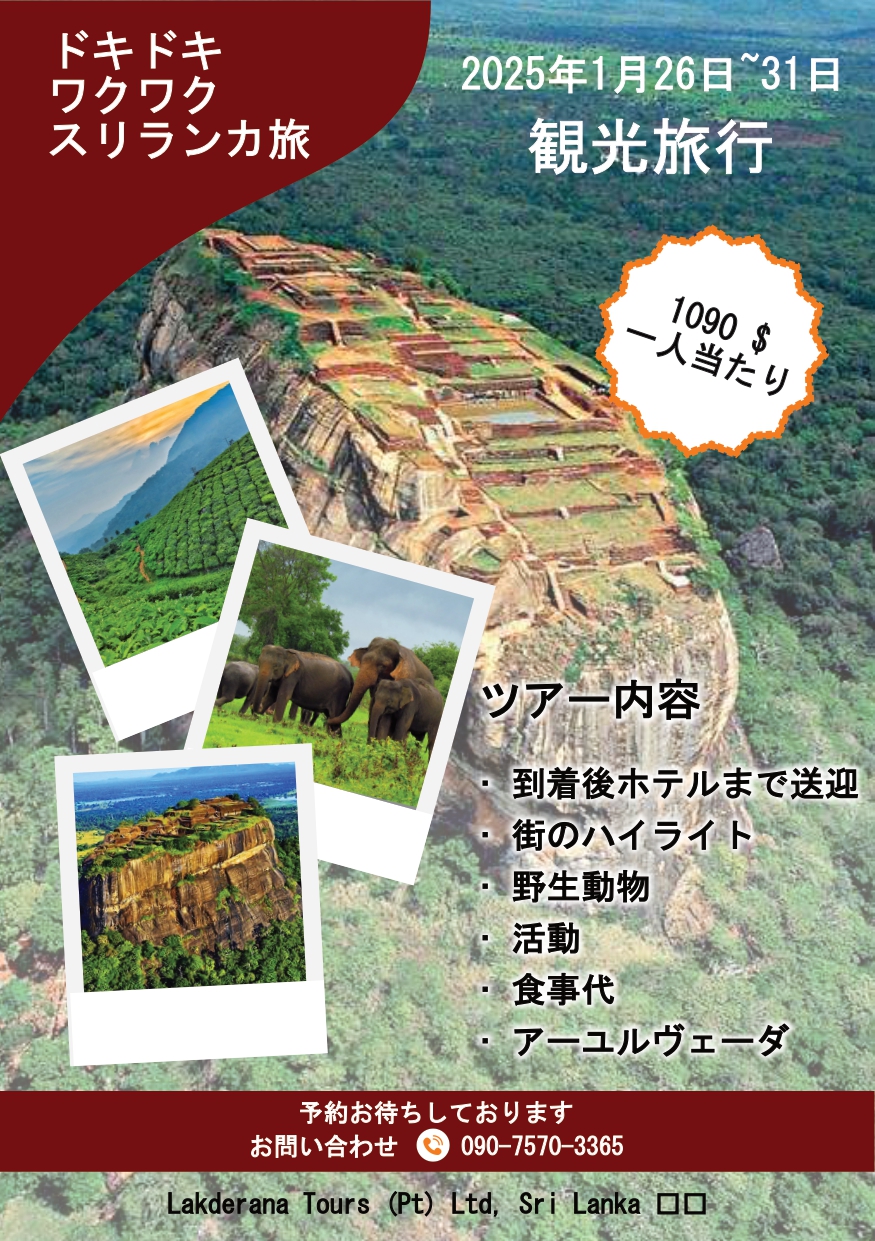 ドキドキ
ワクワク
スリランカ旅
2025年1月26日~31日
観光旅行
1090 $
一人当たり
ツアー内容
· 到着後ホテルまで送迎
· 街のハイライト
· 野生動物
· 活動
· 食事代
· アーユルヴェーダ
予約お待ちしております
お問い合わせ 090-7570-3365
Lakderana Tours (Pt) Ltd, Sri Lanka □□